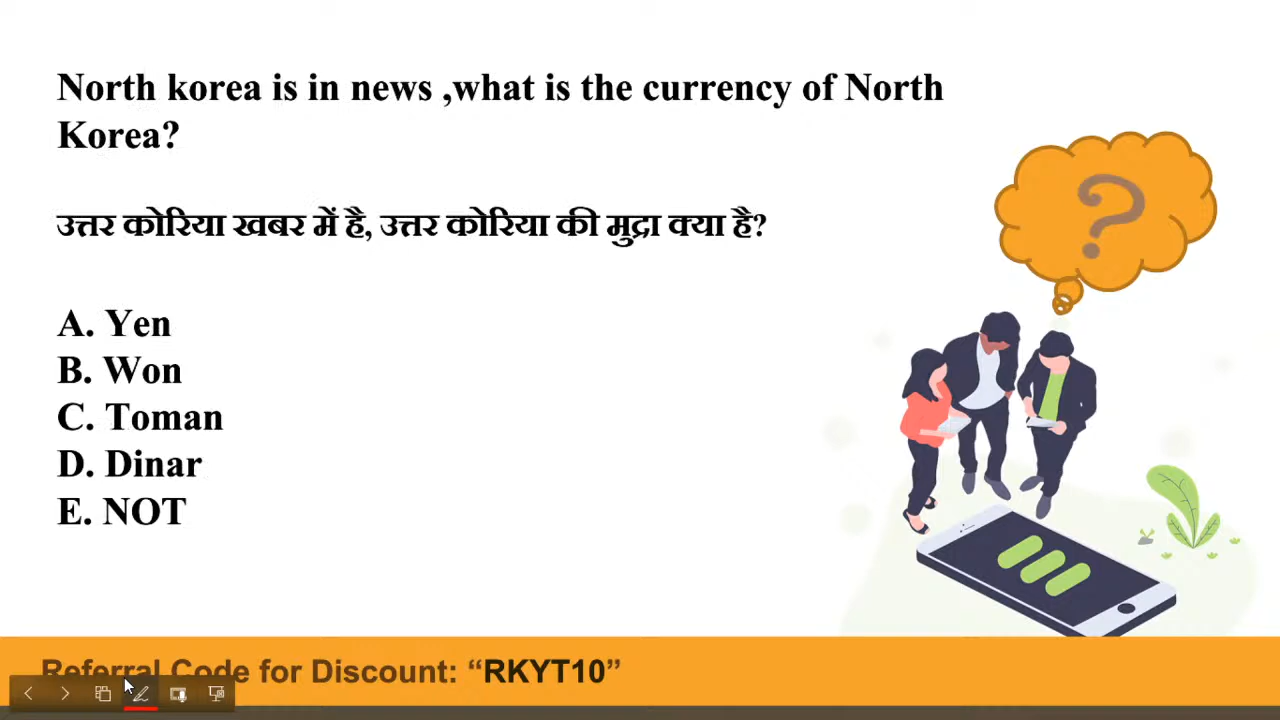 North korea is in news ,what is the currency of North
Korea?
उत्तर कोरिया खबर में है, उत्तर कोरिया की मुद्रा क्या है?
A. Yen
B. Won
C. Toman
D. Dinar
E. NOT
?
Referral Code for Discount: “RKYT10”